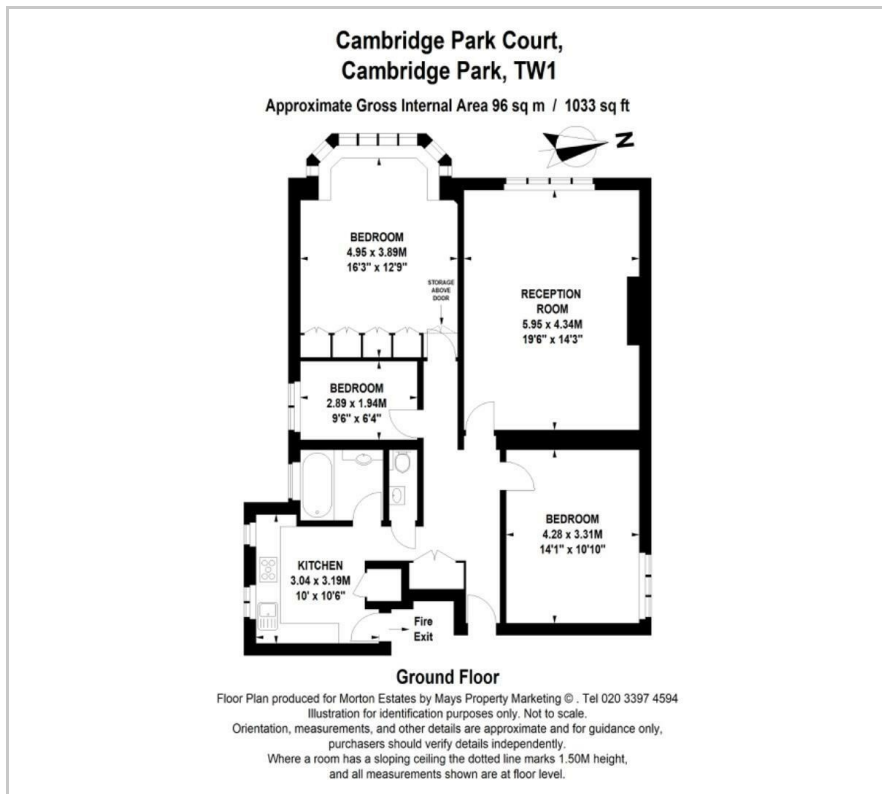 Cambridge Park Court,
Cambridge Park, TW1
Approximate Gross Internal Area 96 sq m / 1033 sq ft
N
BEDROOM
4.95 x 3.89M
16'3" x 12'9"
STORAGE
ABOVE
DOOR
RECEPTION
ROOM
5.95 x 4.34M
19'6" x 14'3"
BEDROOM
2.89 x 1.94M
9'6" x 6'4"
BEDROOM
4.28 x 3.31M
14'1" x 10'10"
KITCHEN
3.04 x 3.19M
10' x 10'6"
Fire
Exit
Ground Floor
Floor Plan produced for Morton Estates by Mays Property Marketing © . Tel 020 3397 4594
Illustration for identification purposes only. Not to scale.
Orientation, measurements, and other details are approximate and for guidance only,
purchasers should verify details independently.
Where a room has a sloping ceiling the dotted line marks 1.50M height,
and all measurements shown are at floor level.